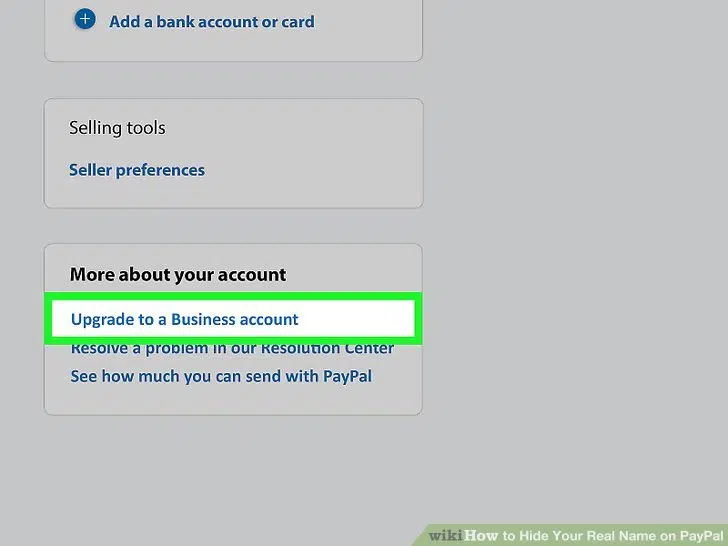 + Add a bank account or card
Selling tools
Seller preferences
More about your account
Upgrade to a Business account
Resolve a problem in our Resolution Center
See how much you can send with PayPal
wikiHow to Hide Your Real Name on PayPal